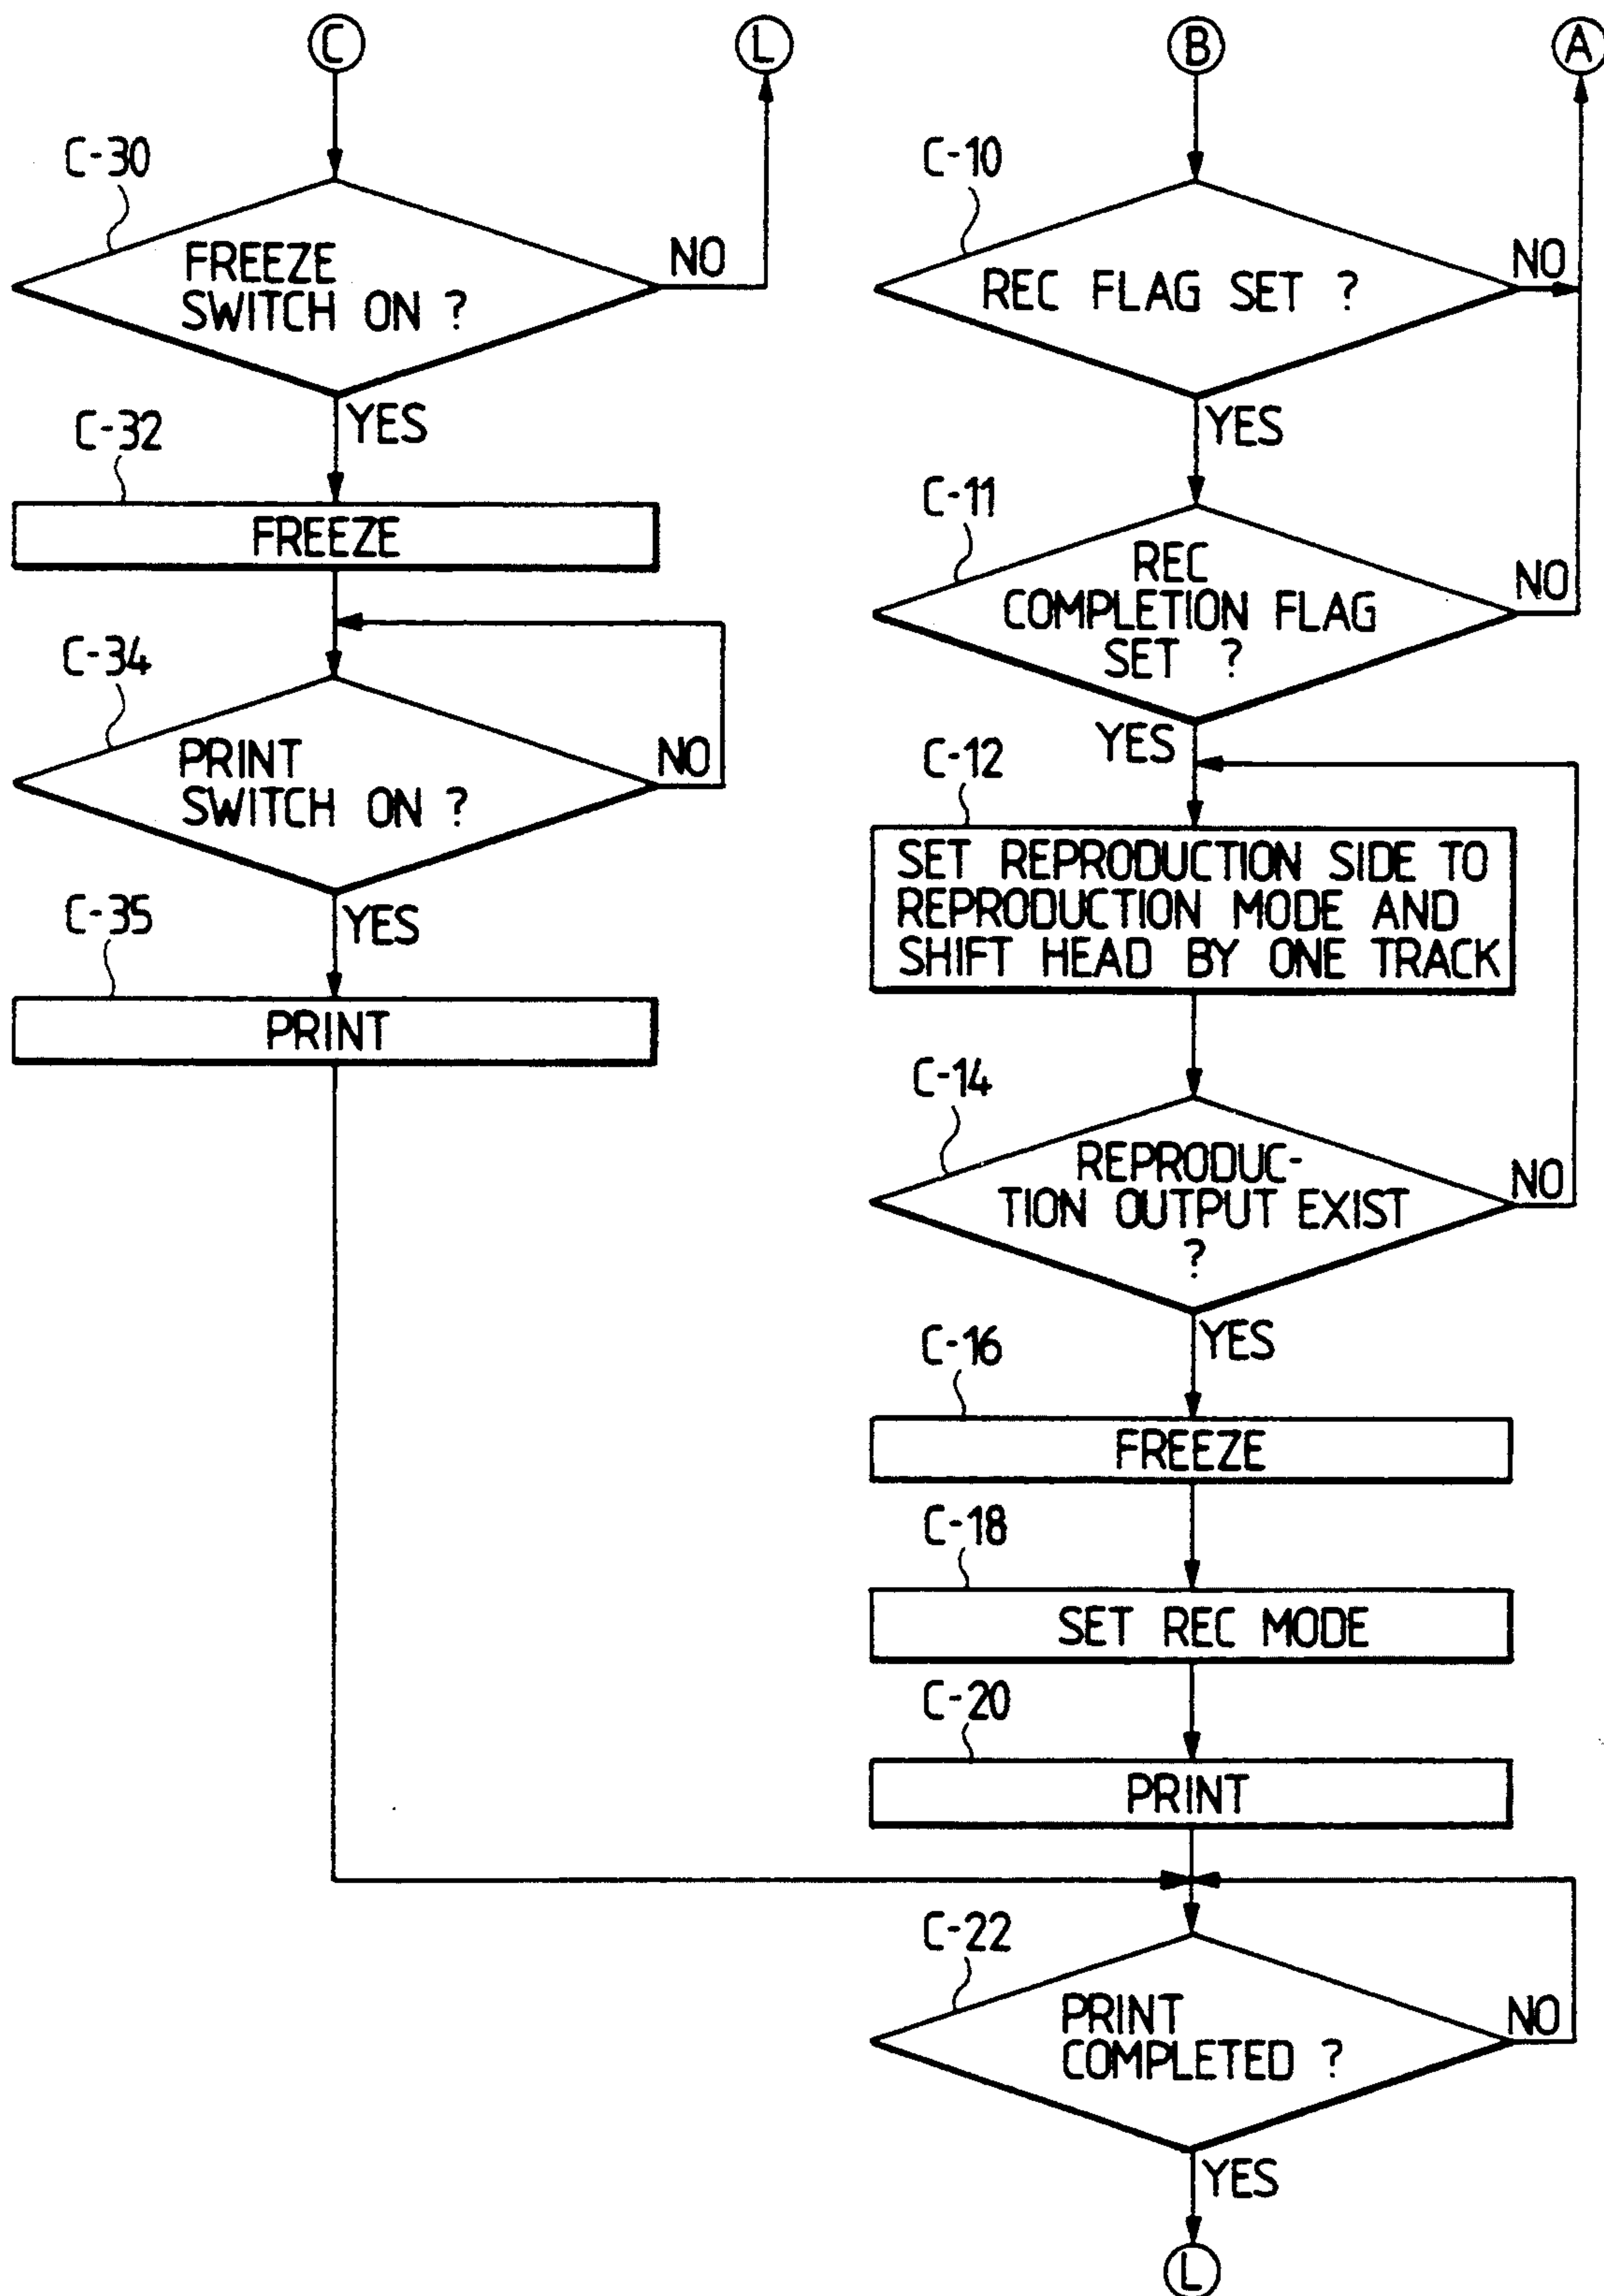 C
L
B
A
C-30
FREEZE
SWITCH ON ?
NO
YES
C-32
FREEZE
C-34
PRINT
SWITCH ON ?
NO
YES
C-35
PRINT
C-10
REC FLAG SET ?
NO
YES
C-11
REC
COMPLETION FLAG
SET ?
NO
YES
C-12
SET REPRODUCTION SIDE TO
REPRODUCTION MODE AND
SHIFT HEAD BY ONE TRACK
C-14
REPRODUC-
TION OUTPUT EXIST
?
NO
YES
C-16
FREEZE
C-18
SET REC MODE
C-20
PRINT
C-22
PRINT
COMPLETED ?
NO
YES
L